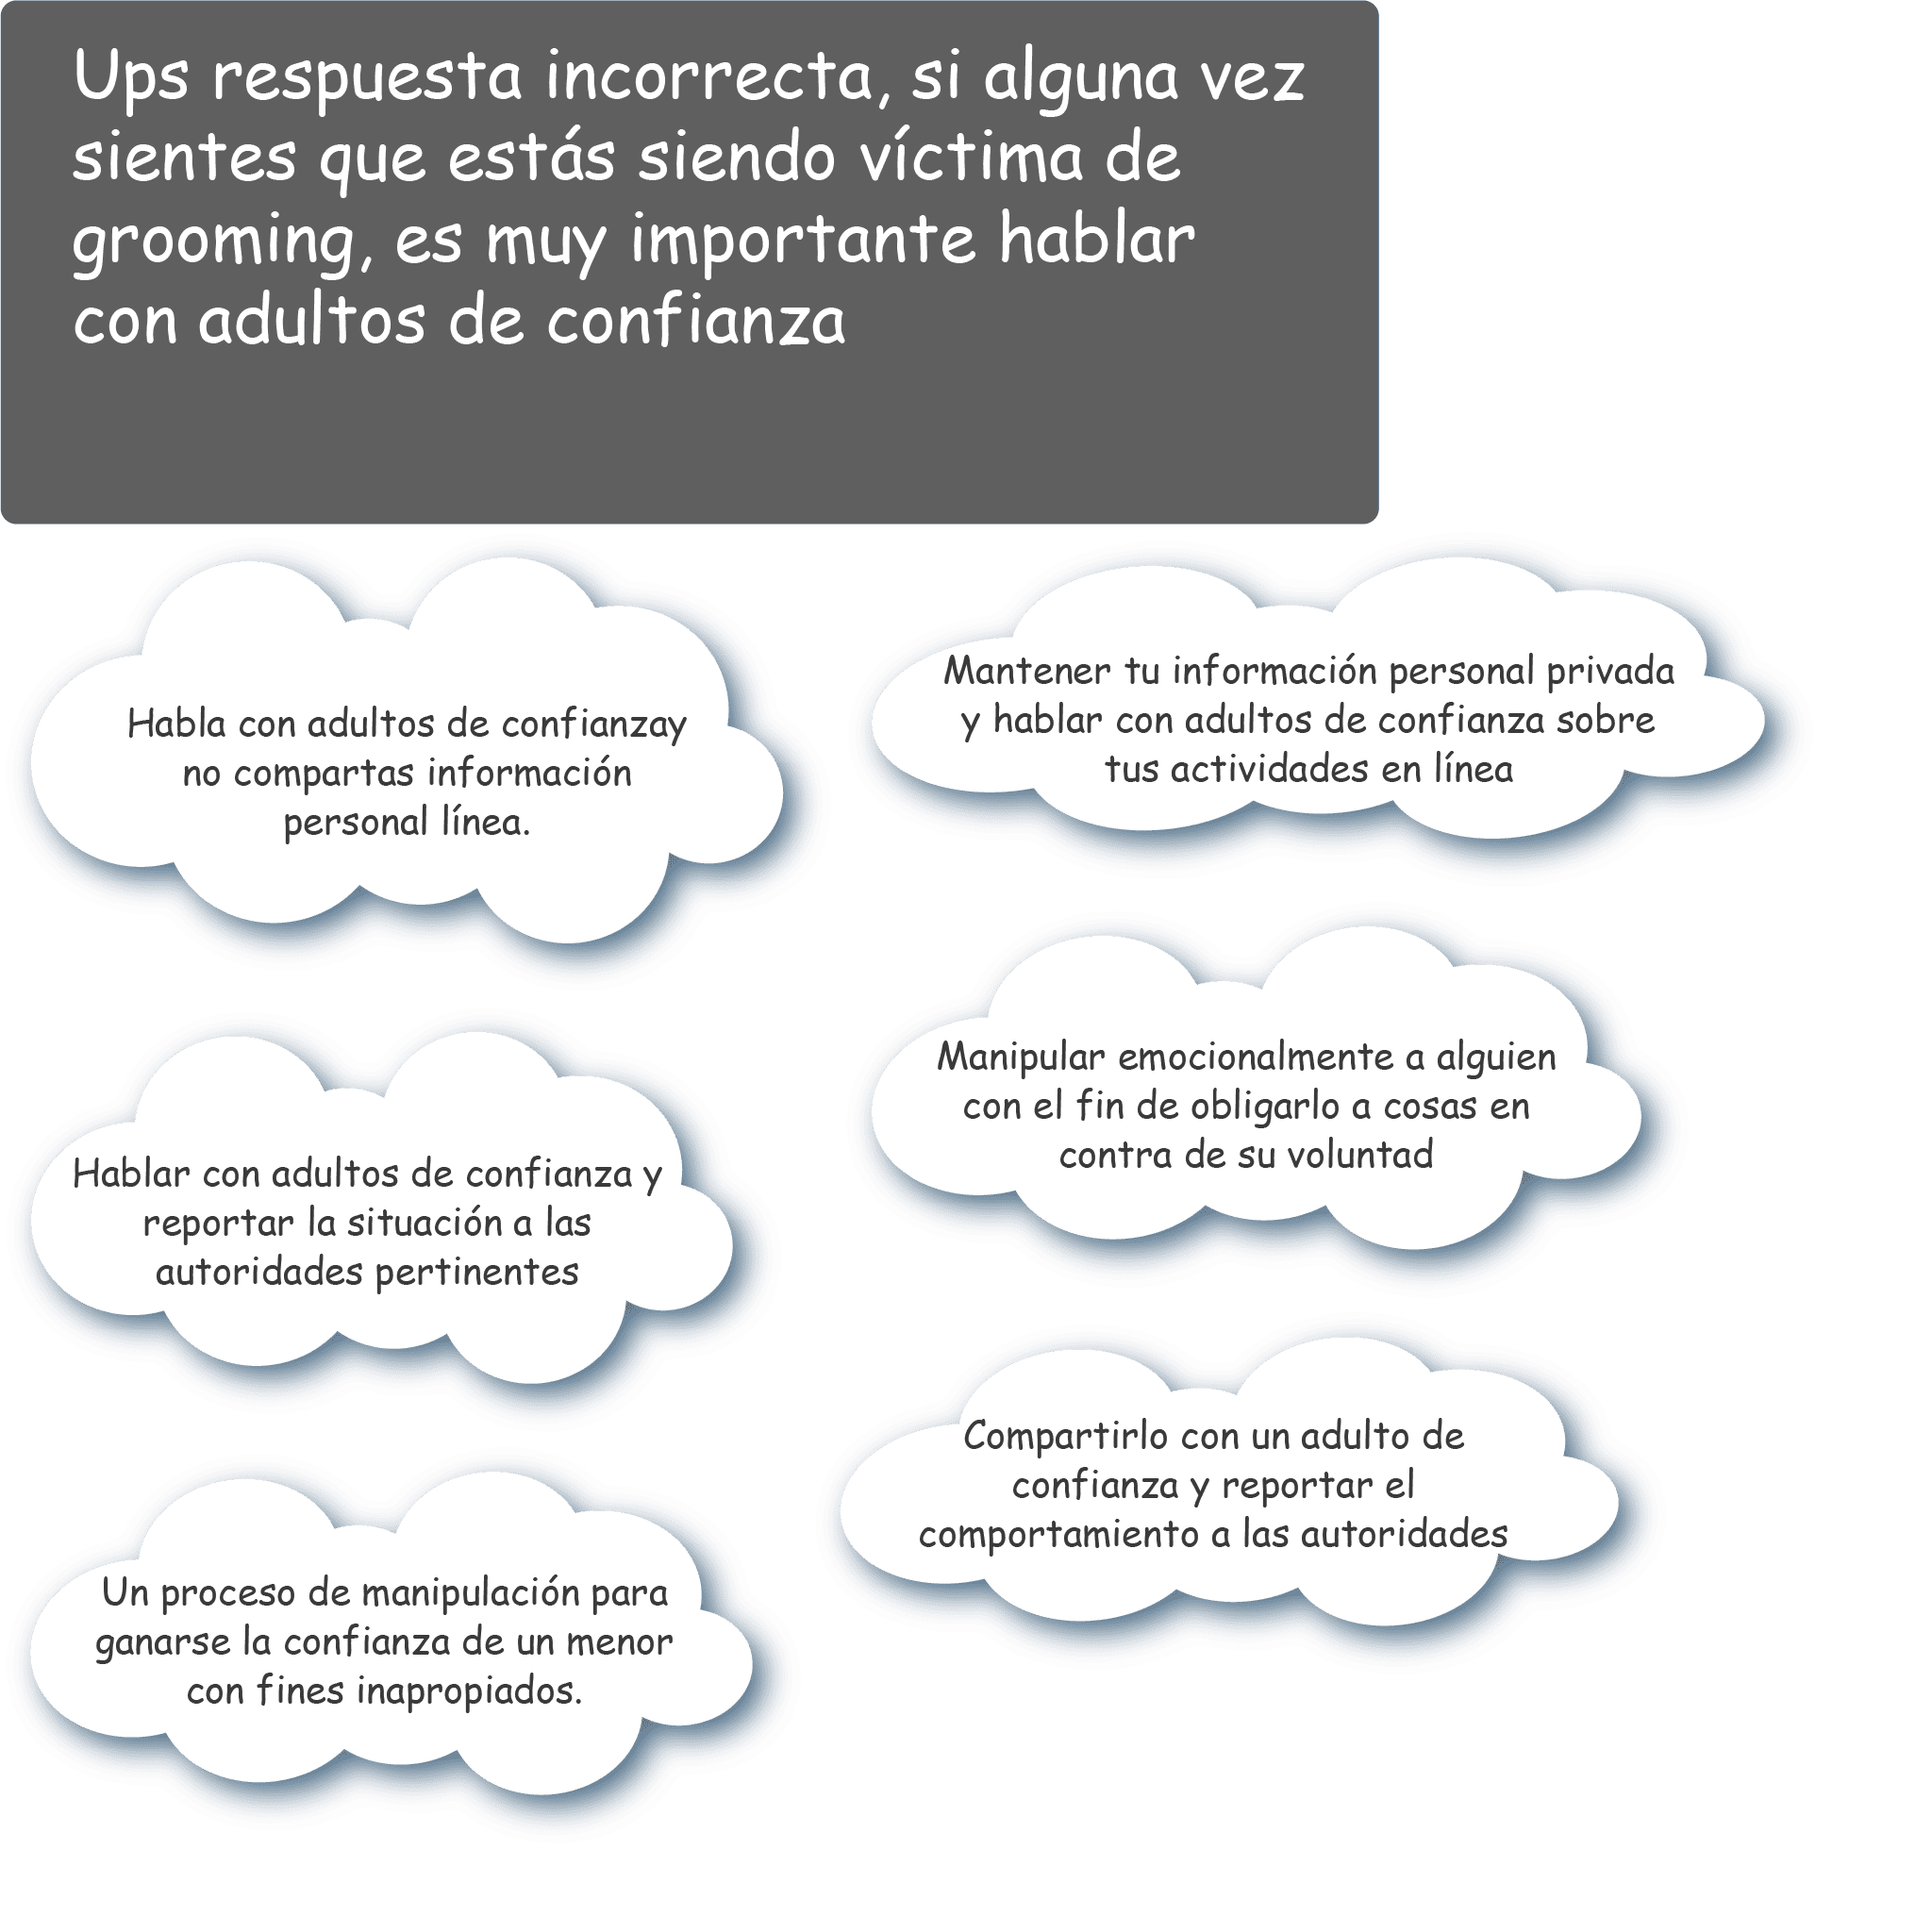 Ups respuesta incorrecta, si alguna vez
sientes que estás siendo víctima de
grooming, es muy importante hablar
con adultos de confianza
Habla con adultos de confianzay
no compartas información
personal línea.
Mantener tu información personal privada
y hablar con adultos de confianza sobre
tus actividades en línea
Hablar con adultos de confianza y
reportar la situación a las
autoridades pertinentes
Manipular emocionalmente a alguien
con el fin de obligarlo a cosas en
contra de su voluntad
Un proceso de manipulación para
ganarse la confianza de un menor
con fines inapropiados.
Compartirlo con un adulto de
confianza y reportar el
comportamiento a las autoridades